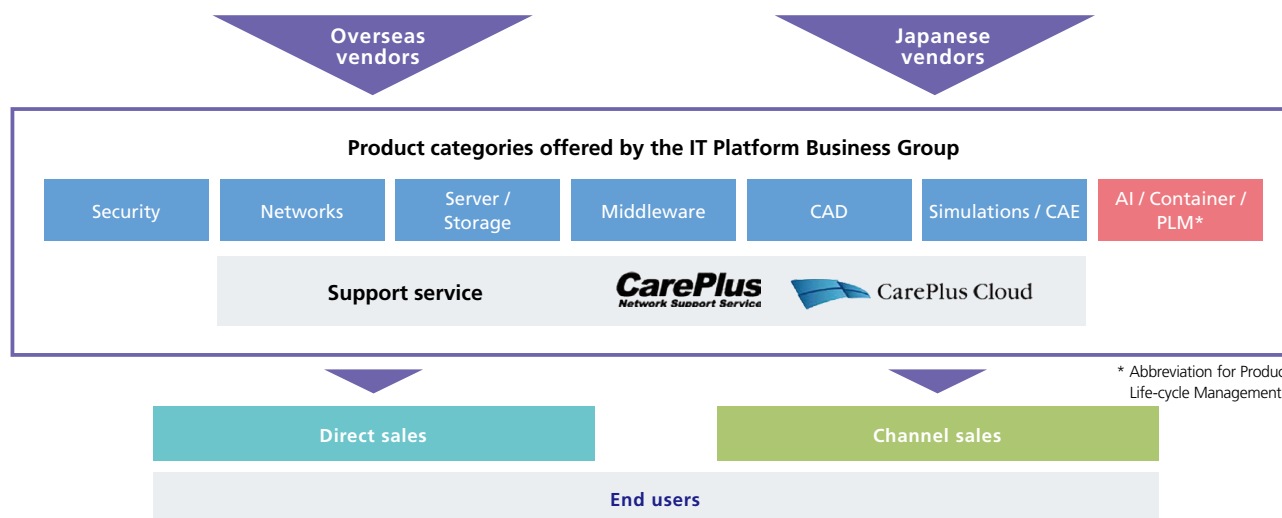 Overseas
vendors
Japanese
vendors
Product categories offered by the IT Platform Business Group
Security
Networks
Server /
Storage
Middleware
CAD
Simulations / CAE
AI / Container /
PLM*
Support service
CarePlus
Network Support Service
CarePlus Cloud
* Abbreviation for Produc
Life-cycle Management
Direct sales
Channel sales
End users